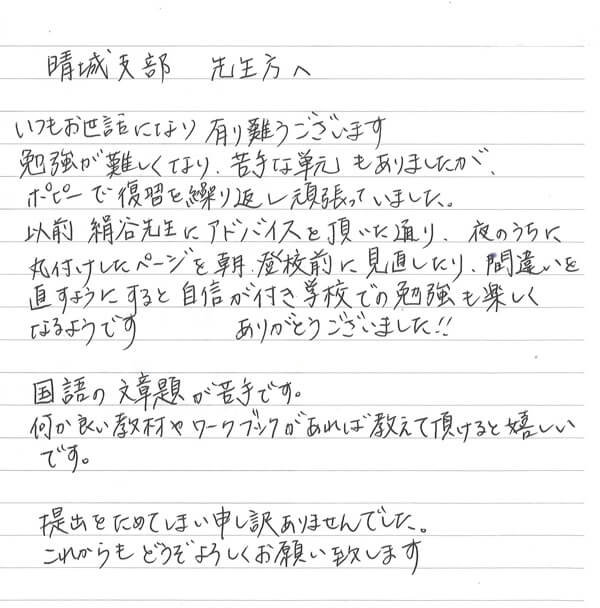 晴城支部　先生方へ
いつもお世話になり 有り難うございます
勉強が難しくなり、苦手な単元もありましたが、
ポピーで復習を繰り返し頑張っていました。
以前 絹谷先生にアドバイスを頂いた通り、夜のうちに
丸付けしたページを朝、登校前に見直したり、間違いを
直すようにすると自信が付き学校での勉強も楽しく
なるようです　ありがとうございました!!
国語の文章題が苦手です。
何か良い教材やワークブックがあれば教えて頂けると嬉しい
です。
提出をためてしまい申し訳ありませんでした。
これからもどうぞよろしくお願い致します